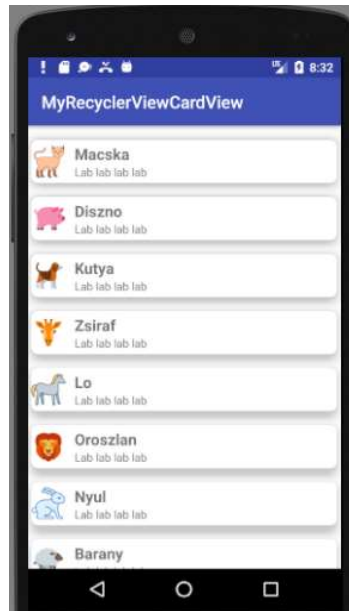 8:32
MyRecyclerViewCardView
Macska
Lab lab lab lab
Diszno
Lab lab lab lab
Kutya
Lab lab lab lab
Zsiraf
Lab lab lab lab
Lo
Lab lab lab lab
Oroszlan
Lab lab lab lab
Nyul
Lab lab lab lab
Barany